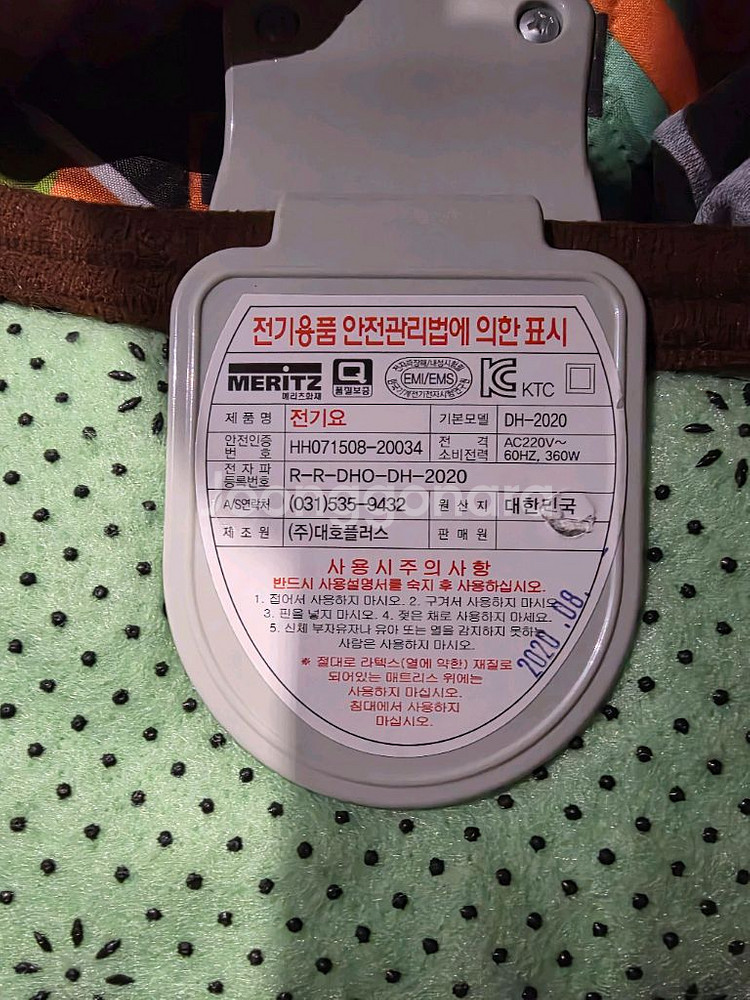 전기용품 안전관리법에 의한 표시
MERITZ 메리츠화재 Q 품질보증 EMI/EMS KC KTC
제 품 명 전기요 기본모델 DH-2020
안전인증 번 호 HH071508-20034 전 격 소비전력 AC220V~ 60HZ, 360W
전 자 파 등록번호 R-R-DHO-DH-2020
A/S연락처 (031)535-9432 원 산 지 대한민국
제 조 원 (주)대호플러스 판 매 원
joonggonara
사 용 시 주 의 사 항
반드시 사용설명서를 숙지 후 사용하십시오.
1. 접어서 사용하지 마시오. 2. 구겨서 사용하지 마시오.
3. 핀을 넣지 마시오. 4. 젖은 채로 사용하지 마세요.
5. 신체 부자유자나 유아 또는 열을 감지하지 못하는
사람은 사용하지 마시오.
※ 절대로 라텍스(열에 약한) 재질로
되어있는 매트리스 위에는
사용하지 마십시오.
침대에서 사용하지
마십시오.
2020.08.